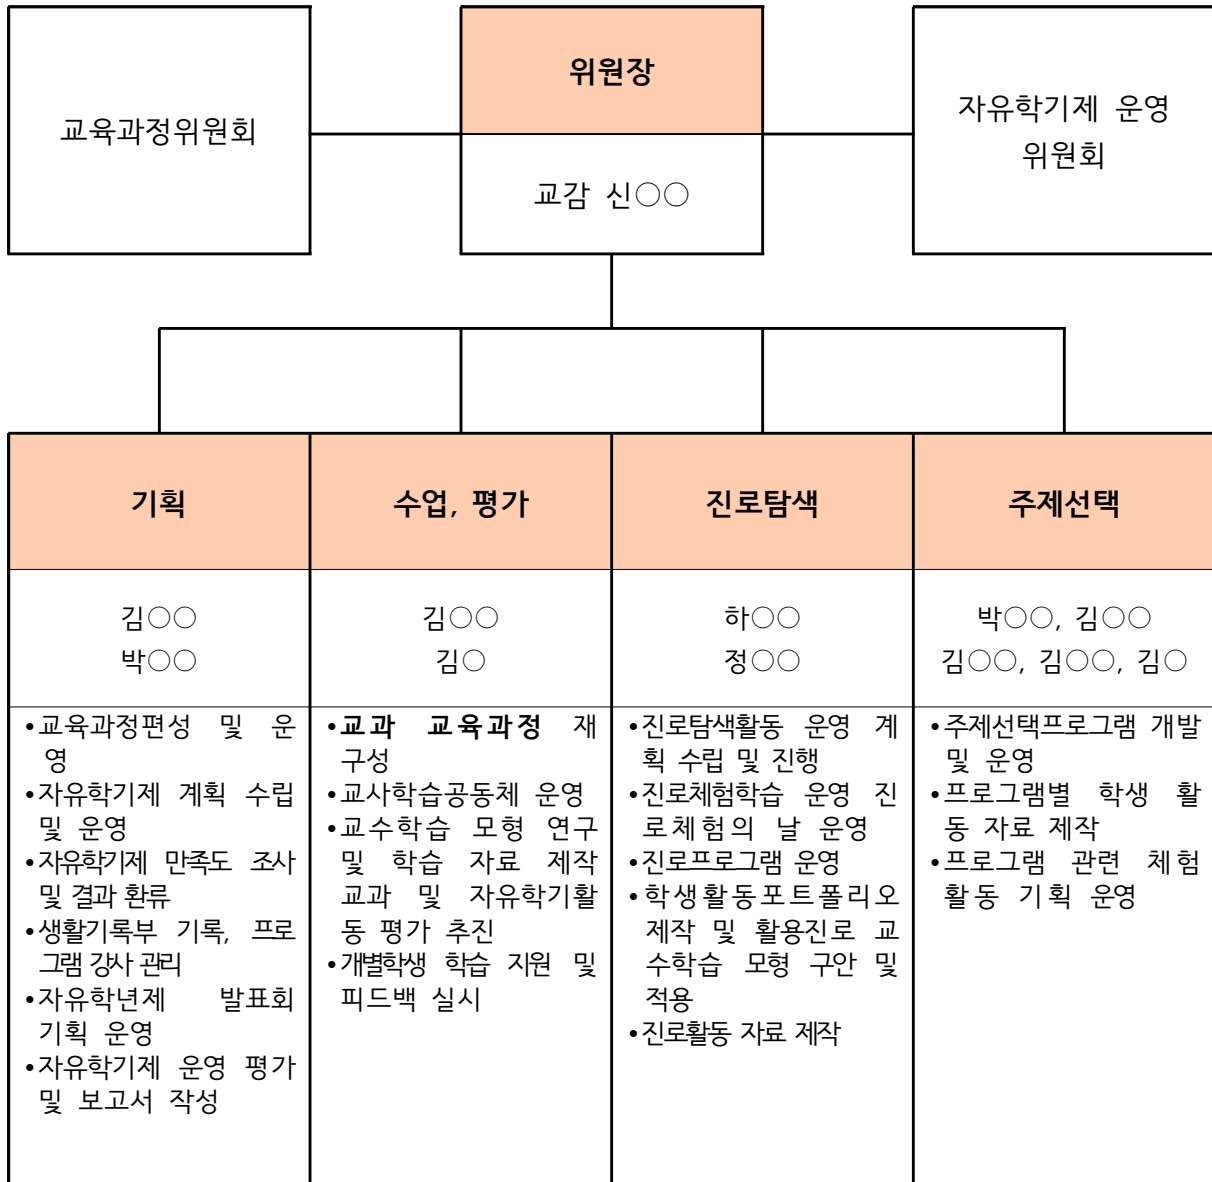 교육과정위원회
위원장
교감 신○○
자유학기제 운영
위원회
기획
김○○
박○○
•교육과정편성 및 운
영
•자유학기제 계획 수립
및 운영
•자유학기제 만족도 조사
및 결과 환류
•생활기록부 기록, 프로
그램 강사 관리
•자유학년제 발표회
기획 운영
•자유학기제 운영 평가
및 보고서 작성
수업, 평가
김○○
김○
•교과 교육과정 재
구성
•교사학습공동체 운영
•교수학습 모형 연구
및 학습 자료 제작
교과 및 자유학기활
동 평가 추진
•개별학생 학습 지원 및
피드백 실시
진로탐색
하○○
정○○
•진로탐색활동 운영 계
획 수립 및 진행
•진로체험학습 운영 진
로체험의 날 운영
•진로프로그램 운영
•학생활동포트폴리오
제작 및 활용진로 교
수학습 모형 구안 및
적용
•진로활동 자료 제작
주제선택
박○○, 김○○
김○○, 김○○, 김○
•주제선택프로그램 개발
및 운영
•프로그램별 학생 활
동 자료 제작
•프로그램 관련 체험
활동 기획 운영